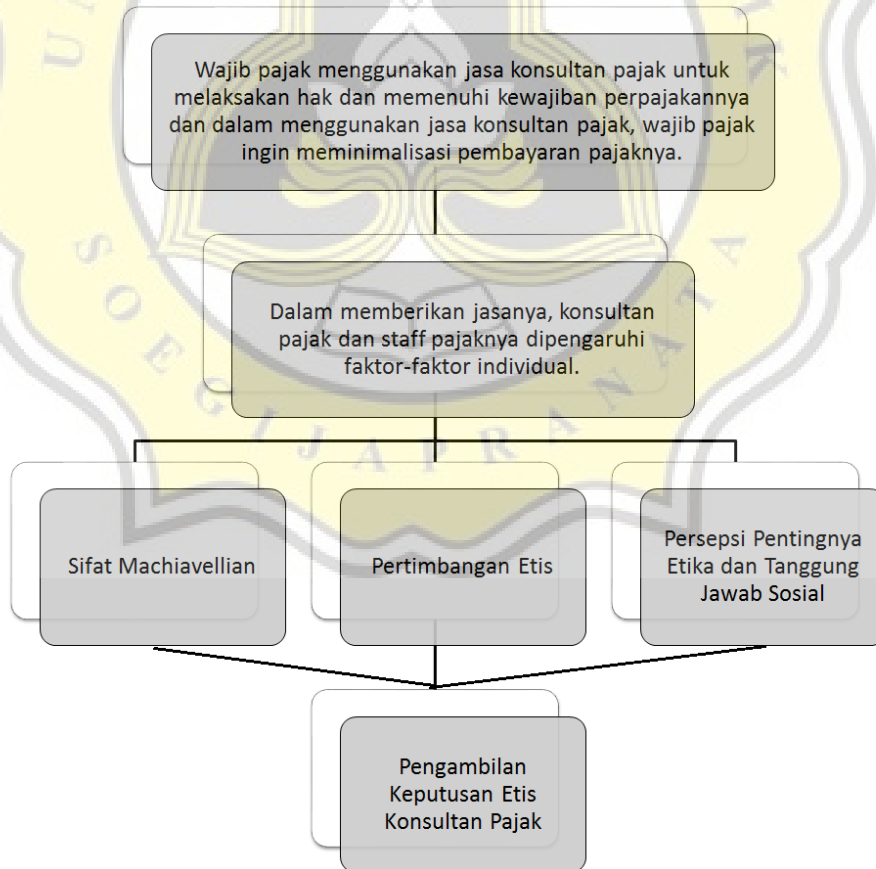 Wajib pajak menggunakan jasa konsultan pajak untuk
melaksakan hak dan memenuhi kewajiban perpajakannya
dan dalam menggunakan jasa konsultan pajak, wajib pajak
ingin meminimalisasi pembayaran pajaknya.
Dalam memberikan jasanya, konsultan
pajak dan staff pajaknya dipengaruhi
faktor-faktor individual.
SOEGIJAPRANATA
Sifat Machiavellian
Pertimbangan Etis
Persepsi Pentingnya
Etika dan Tanggung
Jawab Sosial
Pengambilan
Keputusan Etis
Konsultan Pajak